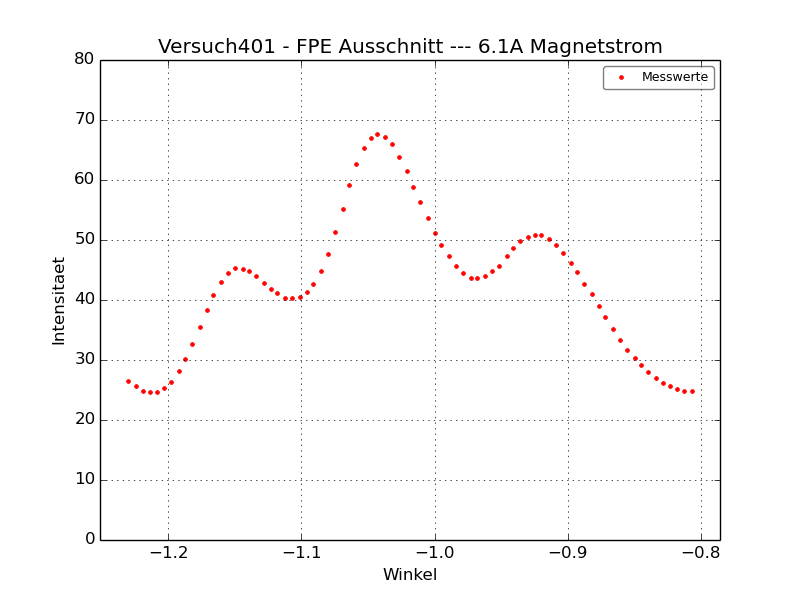 Versuch401 - FPE Ausschnitt --- 6.1A Magnetstrom
Messwerte
80
70
60
50
40
30
20
10
0
Intensitaet
−1.2 −1.1 −1.0 −0.9 −0.8
Winkel